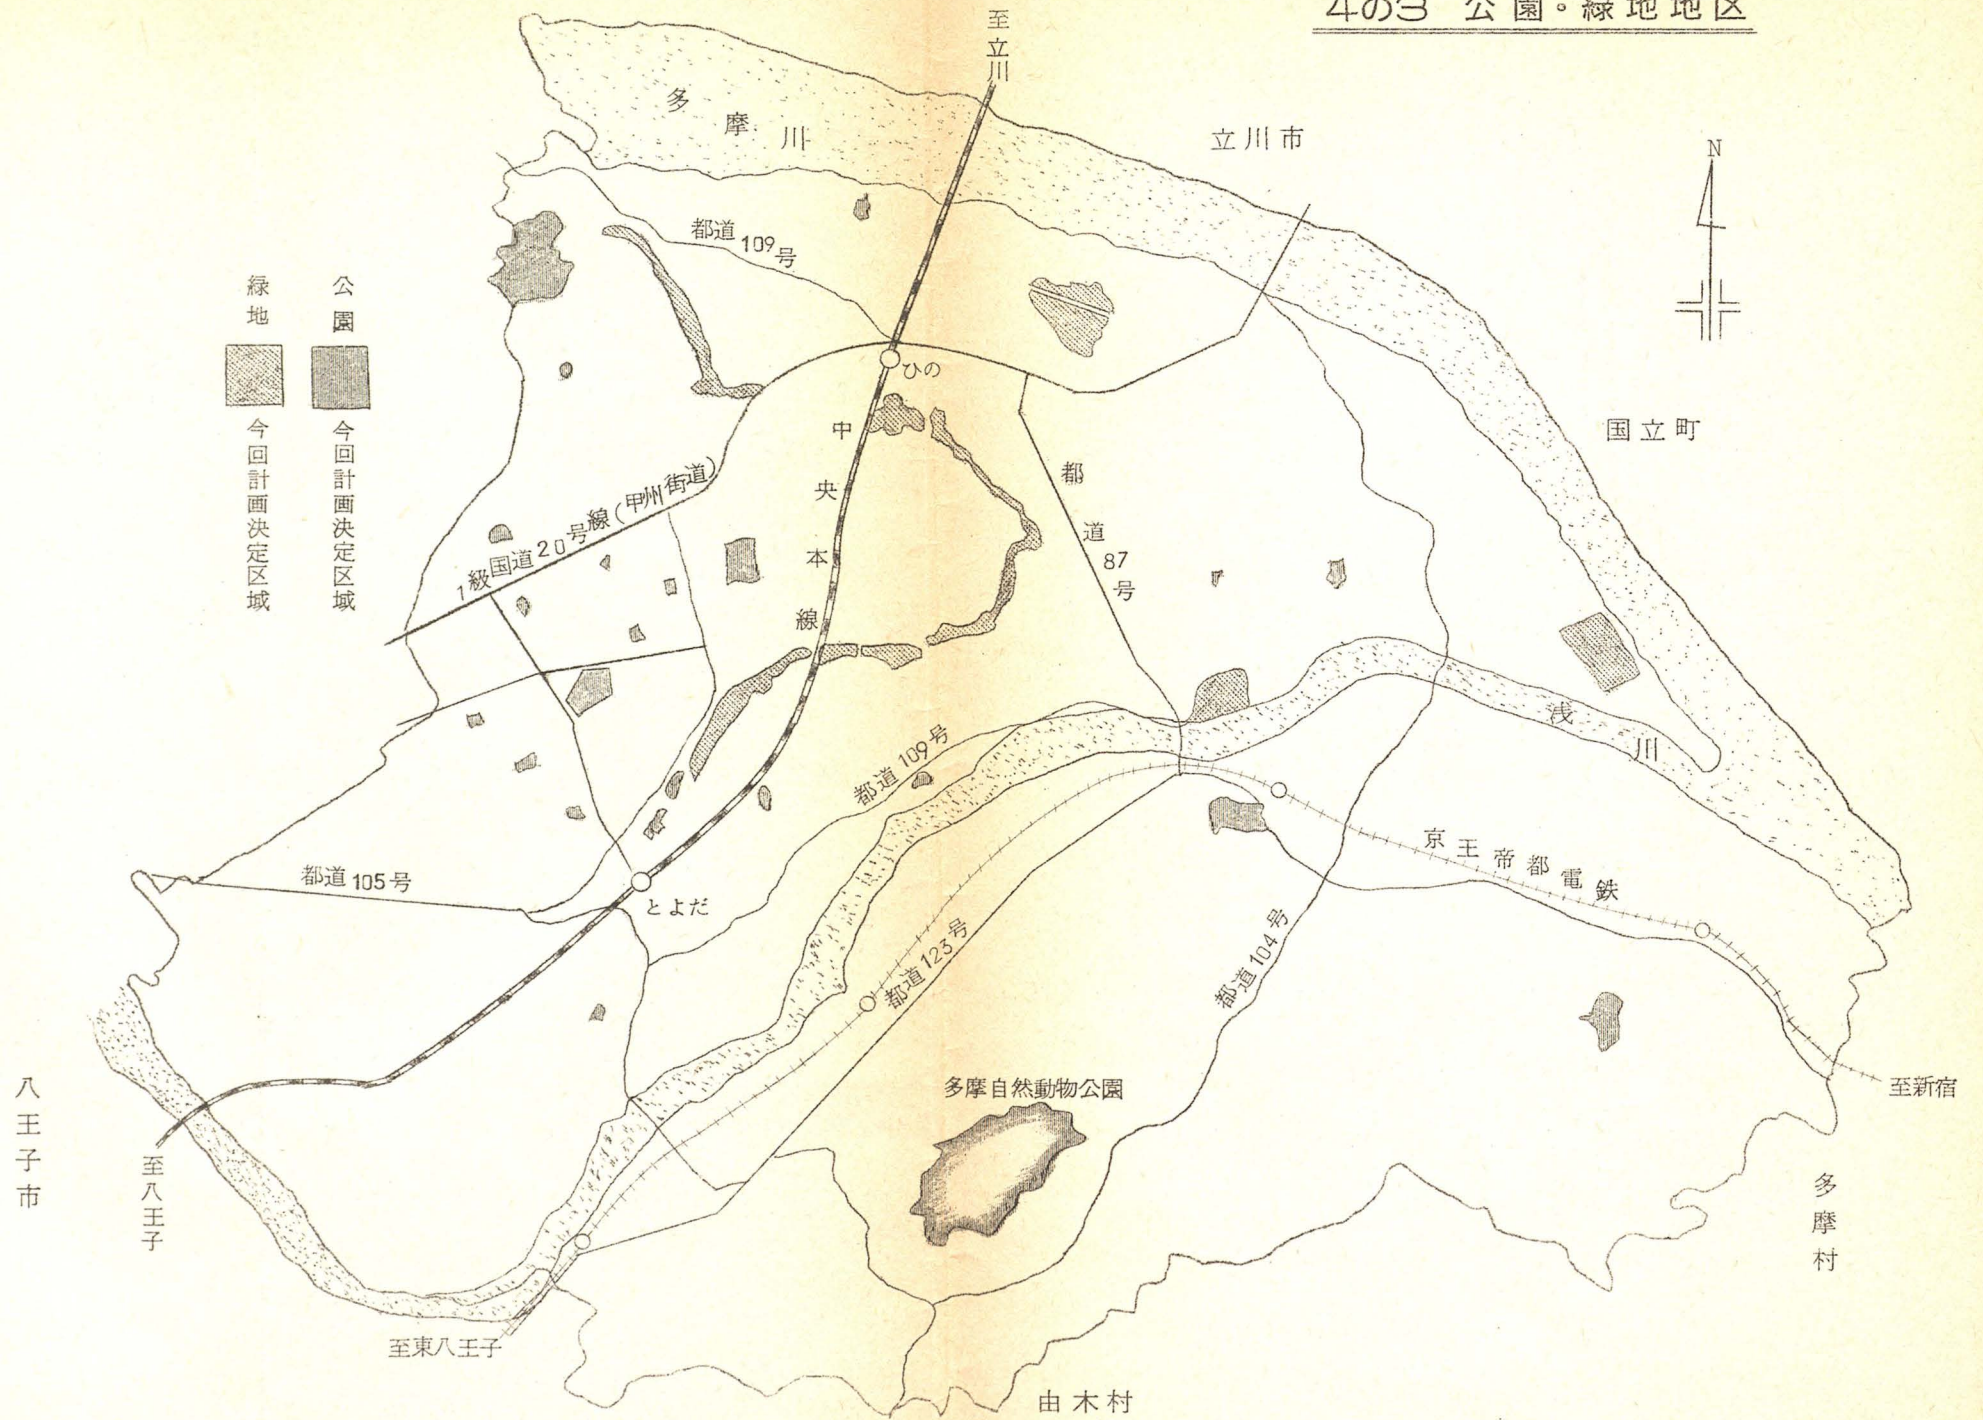 4の3 公園・緑地地区
至立川
多摩川
立川市
N
都道109号
公園 今回計画決定区域
緑地 今回計画決定区域
ひの
国立町
中央本線
都道87号
1級国道20号線(甲州街道)
浅川
都道109号
京王帝都電鉄
都道105号
とよだ
都道123号
都道104号
多摩自然動物公園
至新宿
八王子市
至八王子
多摩村
至東八王子
由木村